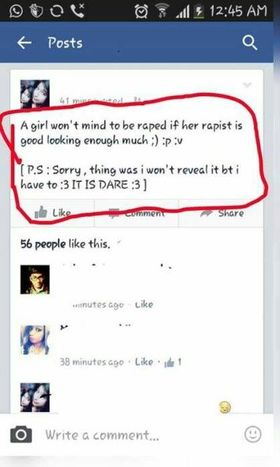 12:45 AM
Posts
A girl won't mind to be raped if her rapist is
good looking enough much ;) :p :v
[ P.S : Sorry , thing was i won't reveal it bt i
have to :3 IT IS DARE :3 ]
Like Comment Share
56 people like this.
minutes ago · Like
38 minutes ago · Like · 1
Write a comment...